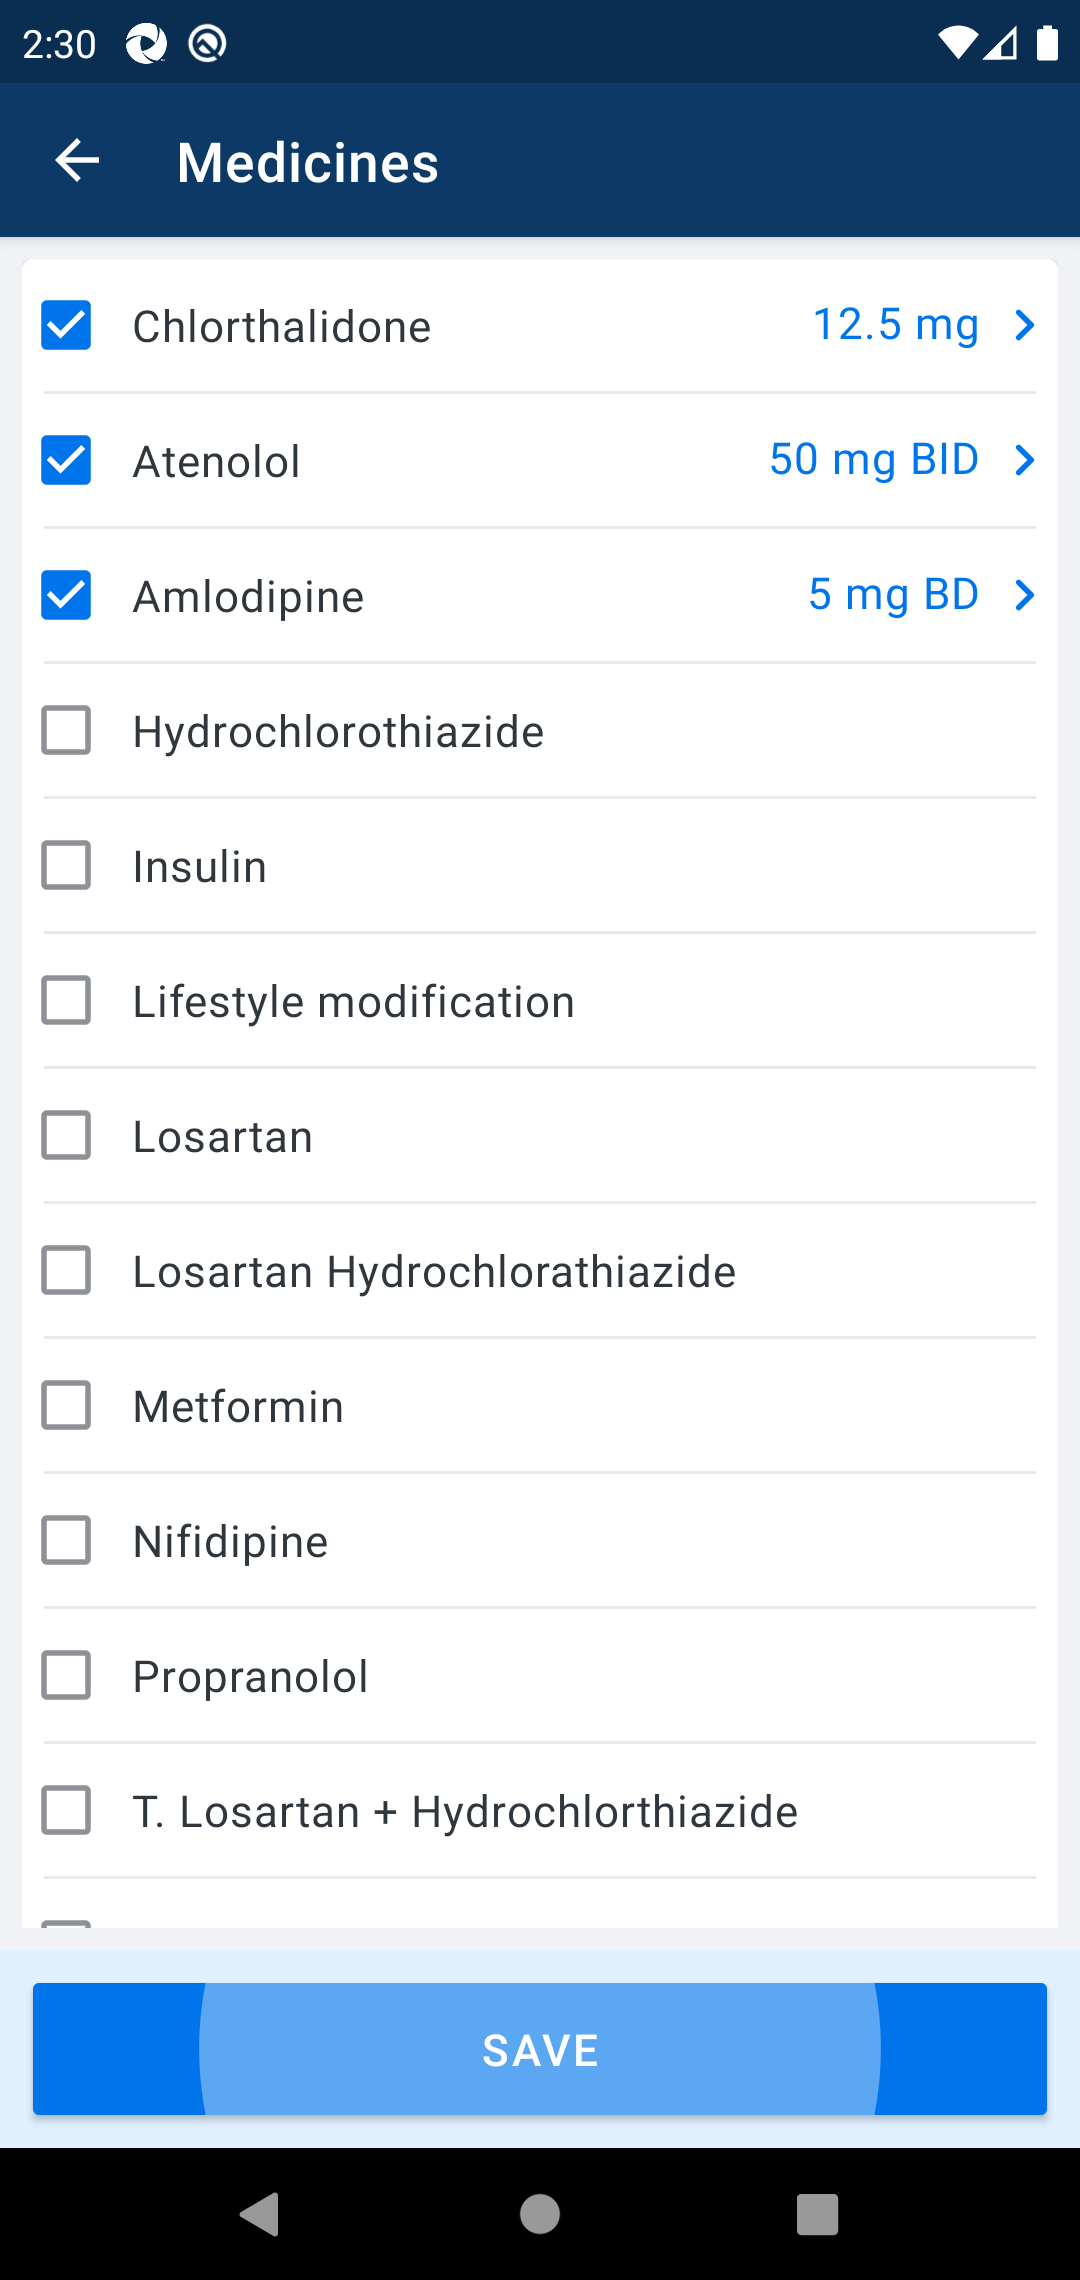 2:30
Medicines
Chlorthalidone 12.5 mg
Atenolol 50 mg BID
Amlodipine 5 mg BD
Hydrochlorothiazide
Insulin
Lifestyle modification
Losartan
Losartan Hydrochlorathiazide
Metformin
Nifidipine
Propranolol
T. Losartan + Hydrochlorthiazide
SAVE